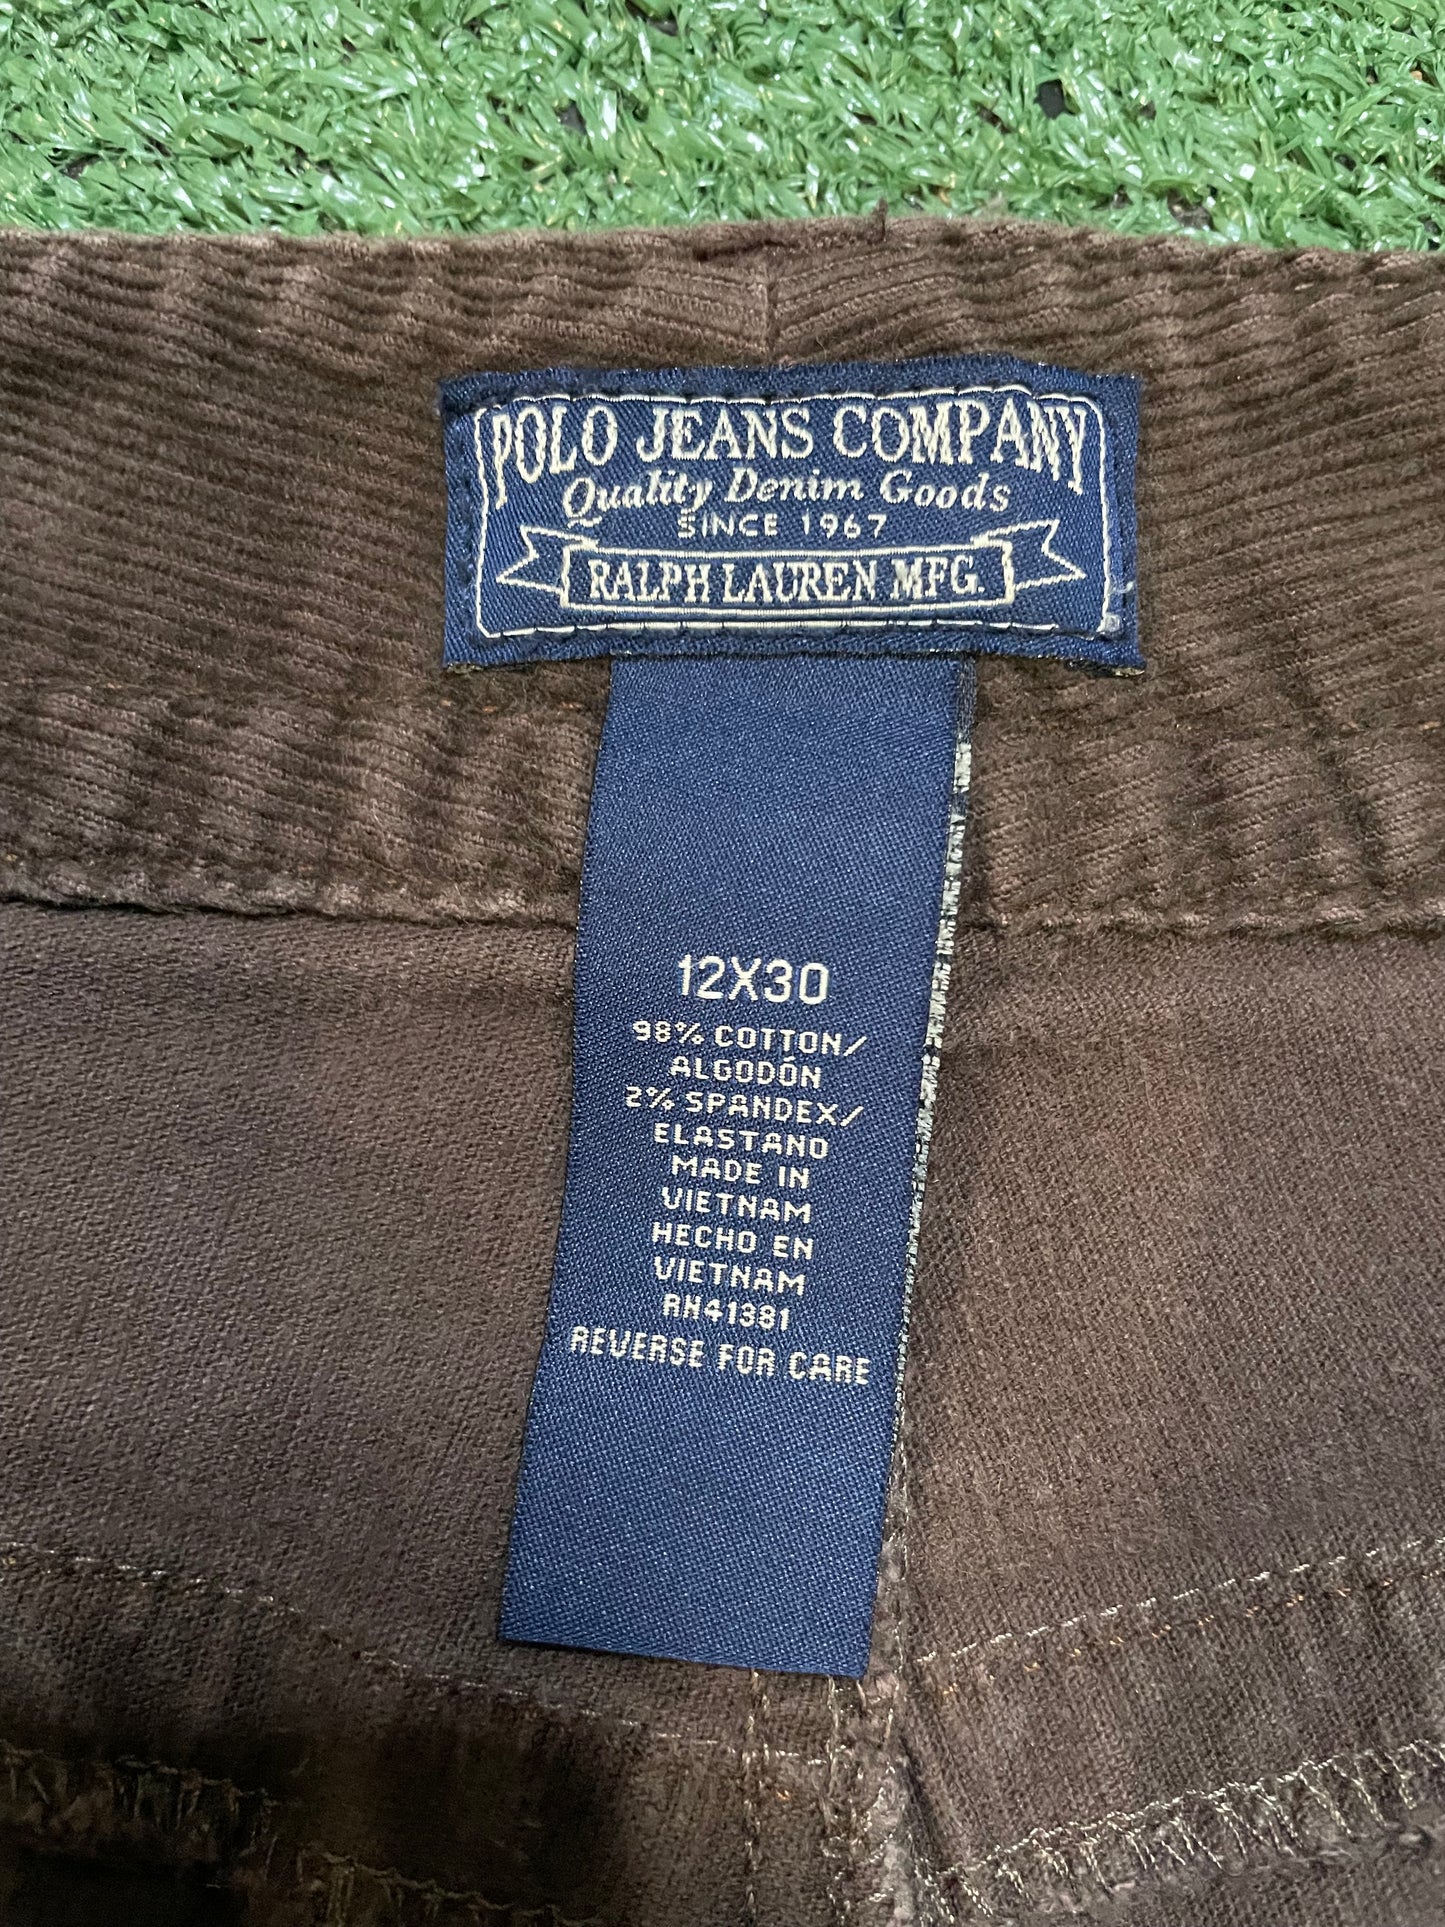 POLO JEANS COMPANY
Quality Denim Goods
SINCE 1967
RALPH LAUREN MFG.
12X30
98% COTTON/
ALGODÓN
2% SPANDEX/
ELASTANO
MADE IN
VIETNAM
HECHO EN
VIETNAM
RN41381
REVERSE FOR CARE